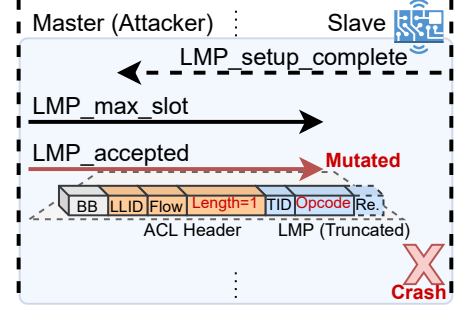 Master (Attacker) Slave
LMP_setup_complete
LMP_max_slot
LMP_accepted
Mutated
BB LLID Flow Length=1 TID Opcode Re.
ACL Header LMP (Truncated)
Crash